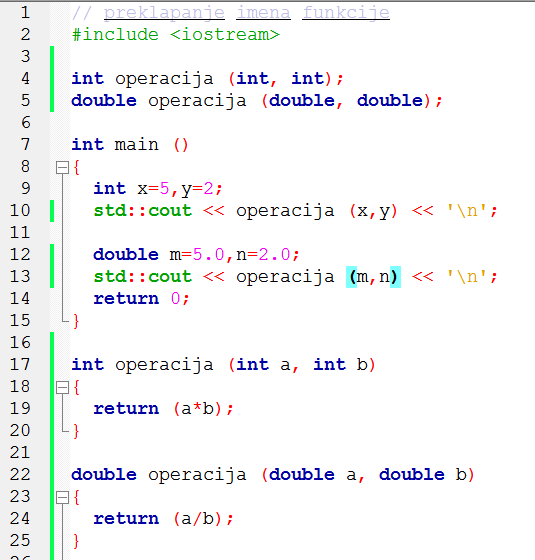 1 // preklapanje imena funkcije
2 #include <iostream>
3
4 int operacija (int, int);
5 double operacija (double, double);
6
7 int main ()
8 {
9 int x=5,y=2;
10 std::cout << operacija (x,y) << '\n';
11
12 double m=5.0,n=2.0;
13 std::cout << operacija (m,n) << '\n';
14 return 0;
15 }
16
17 int operacija (int a, int b)
18 {
19 return (a*b);
20 }
21
22 double operacija (double a, double b)
23 {
24 return (a/b);
25 }